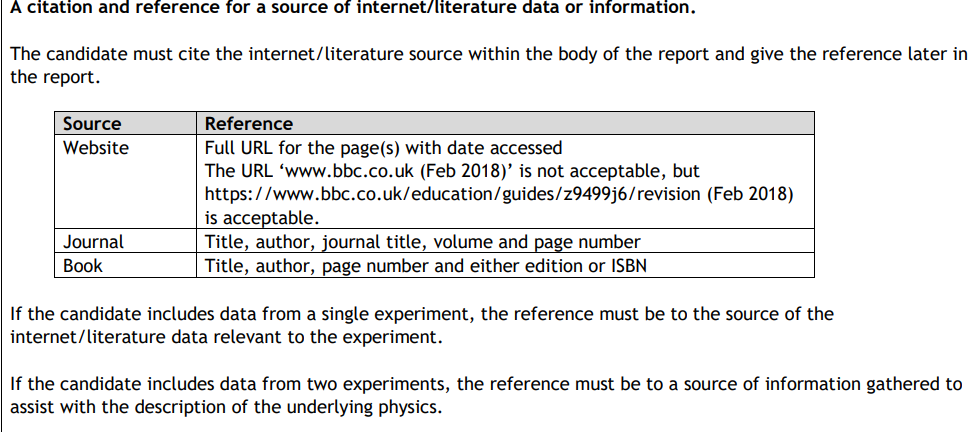 A citation and reference for a source of internet/literature data or information.
The candidate must cite the internet/literature source within the body of the report and give the reference later in
the report.
Source Reference
Website Full URL for the page(s) with date accessed
The URL ‘www.bbc.co.uk (Feb 2018)’ is not acceptable, but
https://www.bbc.co.uk/education/guides/z9499j6/revision (Feb 2018)
is acceptable.
Journal Title, author, journal title, volume and page number
Book Title, author, page number and either edition or ISBN
If the candidate includes data from a single experiment, the reference must be to the source of the
internet/literature data relevant to the experiment.
If the candidate includes data from two experiments, the reference must be to a source of information gathered to
assist with the description of the underlying physics.